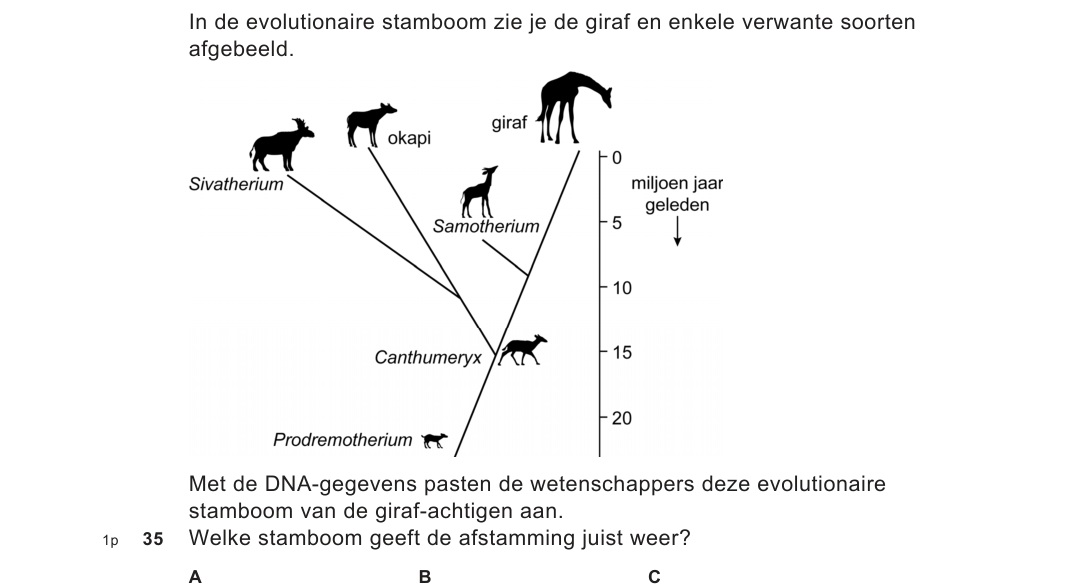 In de evolutionaire stamboom zie je de giraf en enkele verwante soorten
afgebeeld.
giraf
okapi
0
Sivatherium
miljoen jaar
geleden
5
Samotherium
10
15
Canthumeryx
20
Prodremotherium
Met de DNA-gegevens pasten de wetenschappers deze evolutionaire
stamboom van de giraf-achtigen aan.
1p 35 Welke stamboom geeft de afstamming juist weer?
A B C